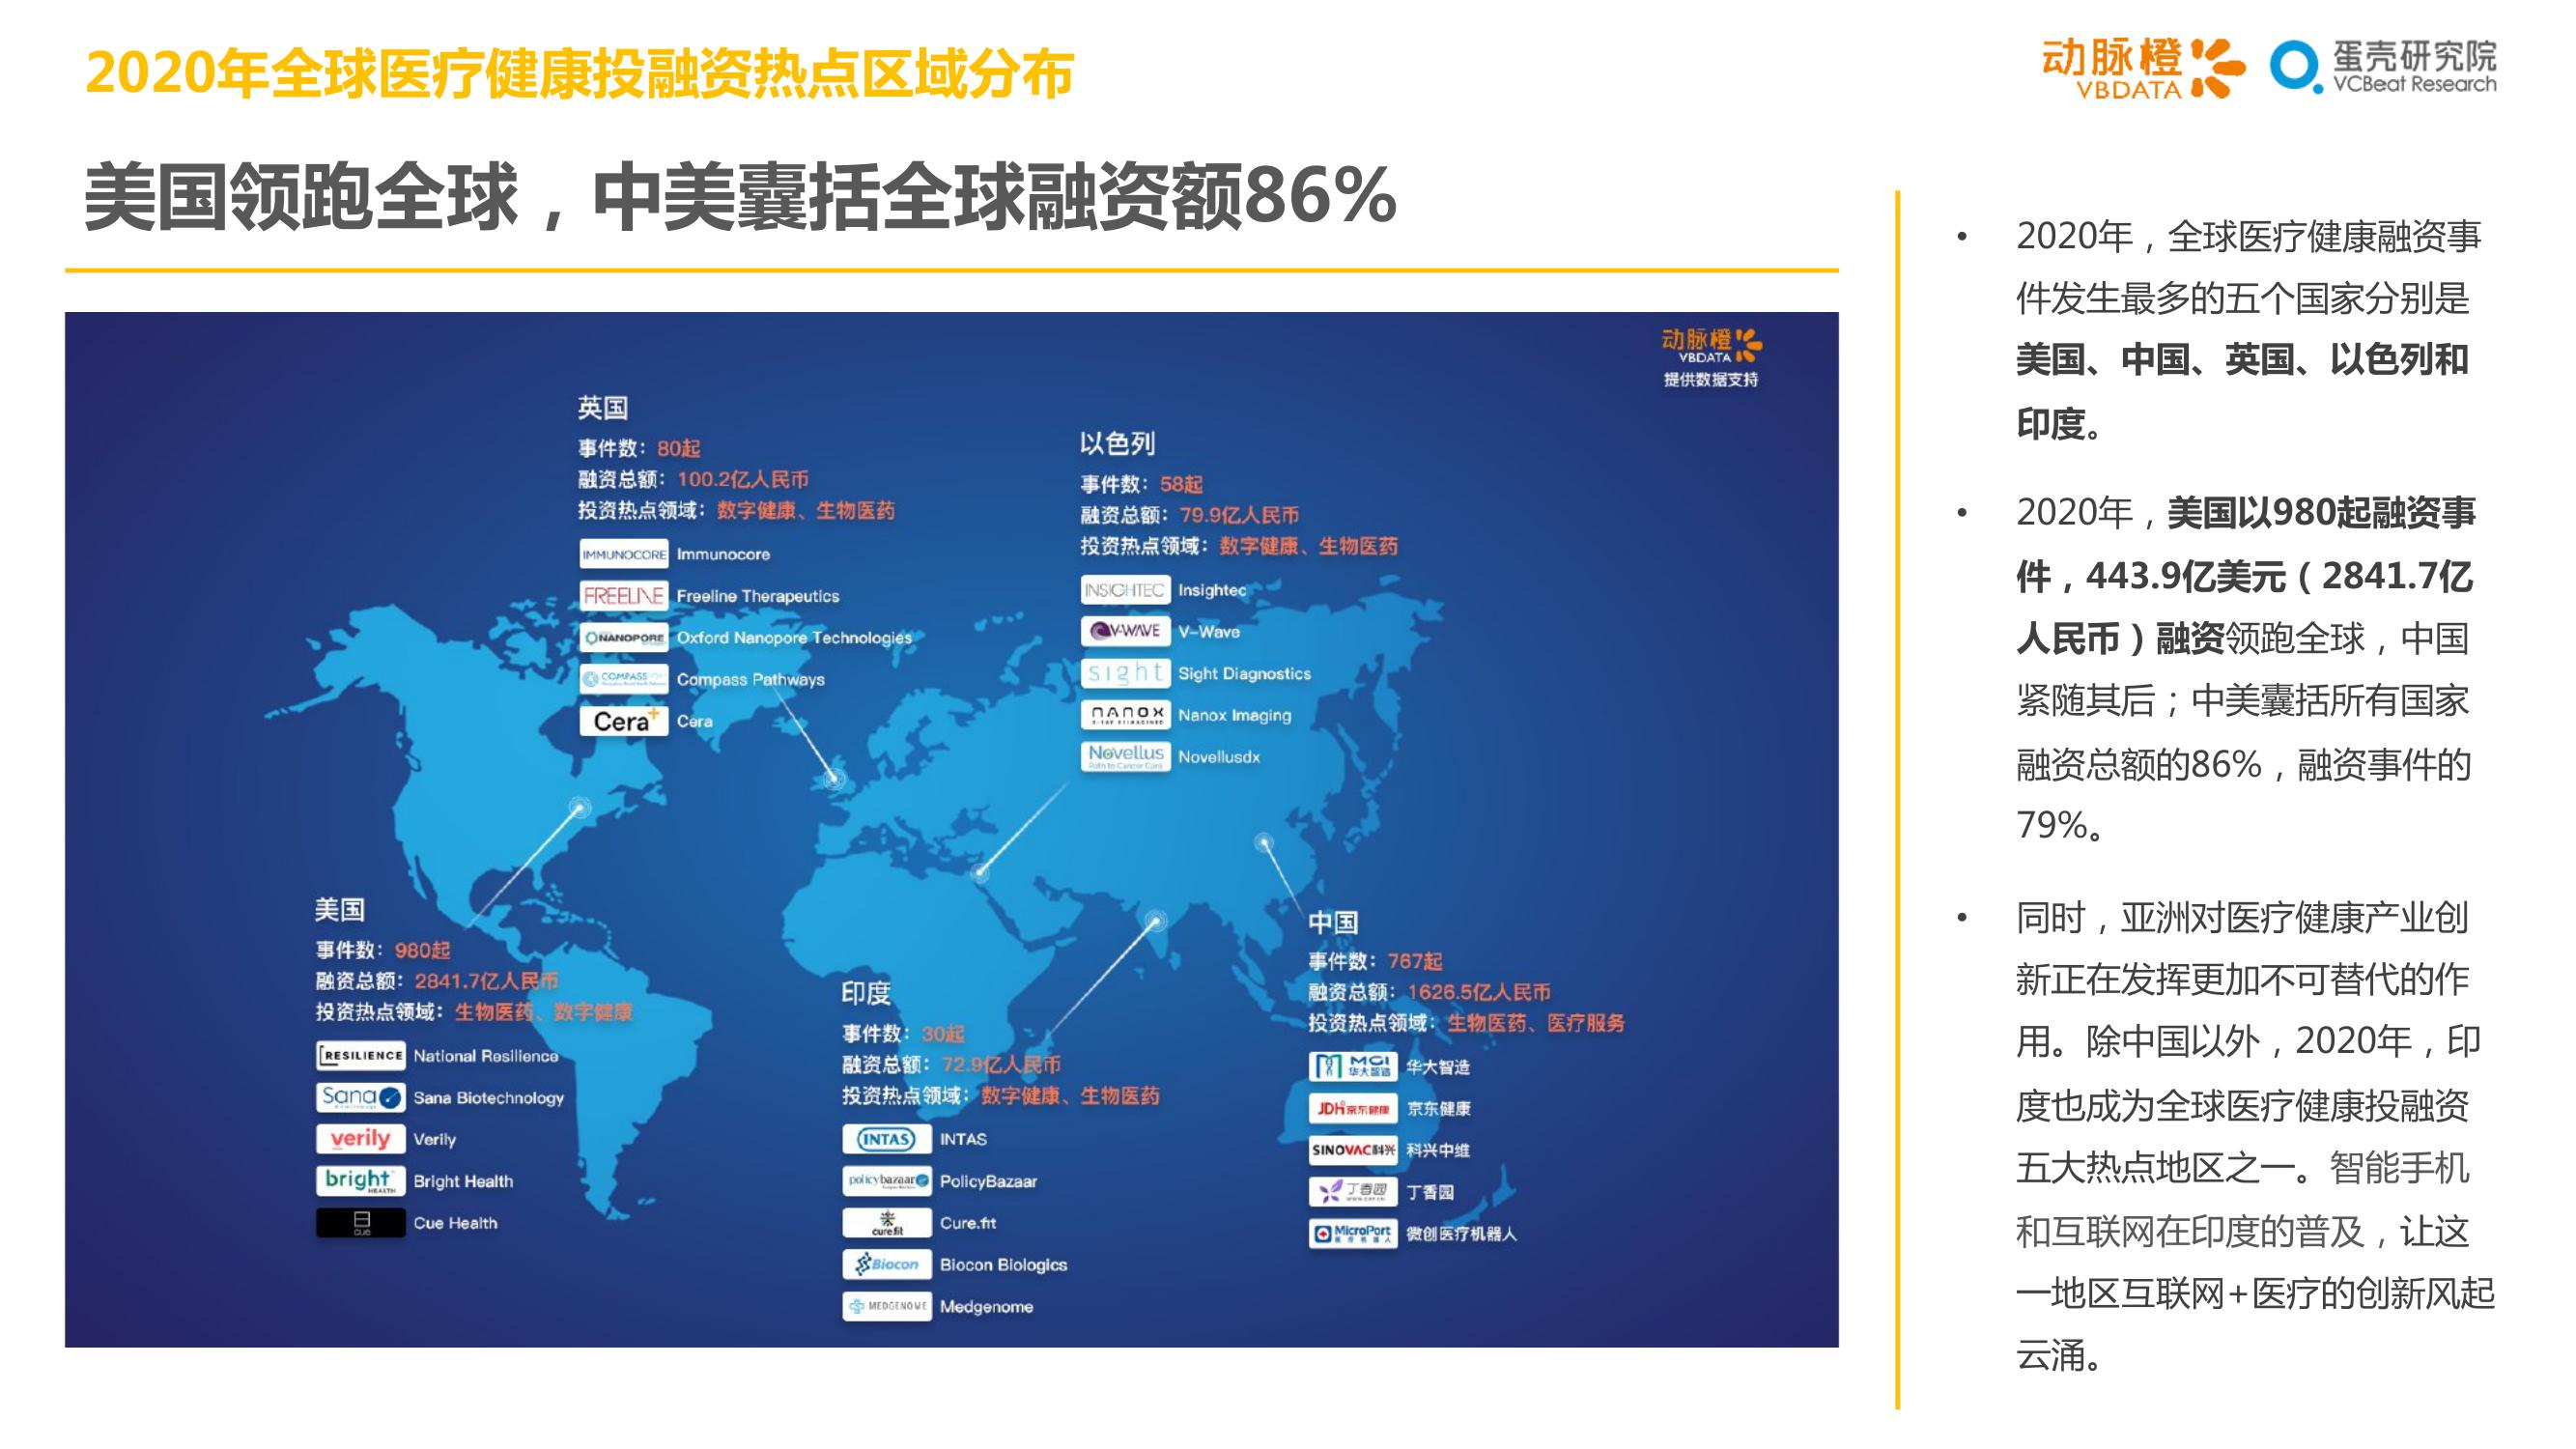 2020年全球医疗健康投融资热点区域分布
动脉橙
VBDATA
蛋壳研究院
VCBeat Research
美国领跑全球，中美囊括全球融资额86%
动脉橙
VBDATA
提供数据支持
英国
事件数：80起
融资总额：100.2亿人民币
投资热点领域：数字健康、生物医药
IMMUNOCORE Immunocore
FREELINE Freeline Therapeutics
NANOPORE Oxford Nanopore Technologies
COMPASS Compass Pathways
Cera+ Cera
以色列
事件数：58起
融资总额：79.9亿人民币
投资热点领域：数字健康、生物医药
INSIGHTEC Insightec
V-WAVE V-Wave
sight Sight Diagnostics
nanox Nanox Imaging
Novellus Novellusdx
Path to Cancer Care
美国
事件数：980起
融资总额：2841.7亿人民币
投资热点领域：生物医药、数字健康
RESILIENCE National Resilience
Sana Sana Biotechnology
verily Verily
bright HEALTH Bright Health
cue Cue Health
印度
事件数：30起
融资总额：72.9亿人民币
投资热点领域：数字健康、生物医药
INTAS INTAS
policybazaar PolicyBazaar
cure.fit Cure.fit
Biocon Biocon Biologics
MEDGENOME Medgenome
中国
事件数：767起
融资总额：1626.5亿人民币
投资热点领域：生物医药、医疗服务
MGI 华大智造 华大智造
JDH 京东健康 京东健康
SINOVAC科兴 科兴中维
丁香园 丁香园
MicroPort 医疗机器人 微创医疗机器人
• 2020年，全球医疗健康融资事
件发生最多的五个国家分别是
美国、中国、英国、以色列和
印度。
• 2020年，美国以980起融资事
件，443.9亿美元（2841.7亿
人民币）融资领跑全球，中国
紧随其后；中美囊括所有国家
融资总额的86%，融资事件的
79%。
• 同时，亚洲对医疗健康产业创
新正在发挥更加不可替代的作
用。除中国以外，2020年，印
度也成为全球医疗健康投融资
五大热点地区之一。智能手机
和互联网在印度的普及，让这
一地区互联网+医疗的创新风起
云涌。